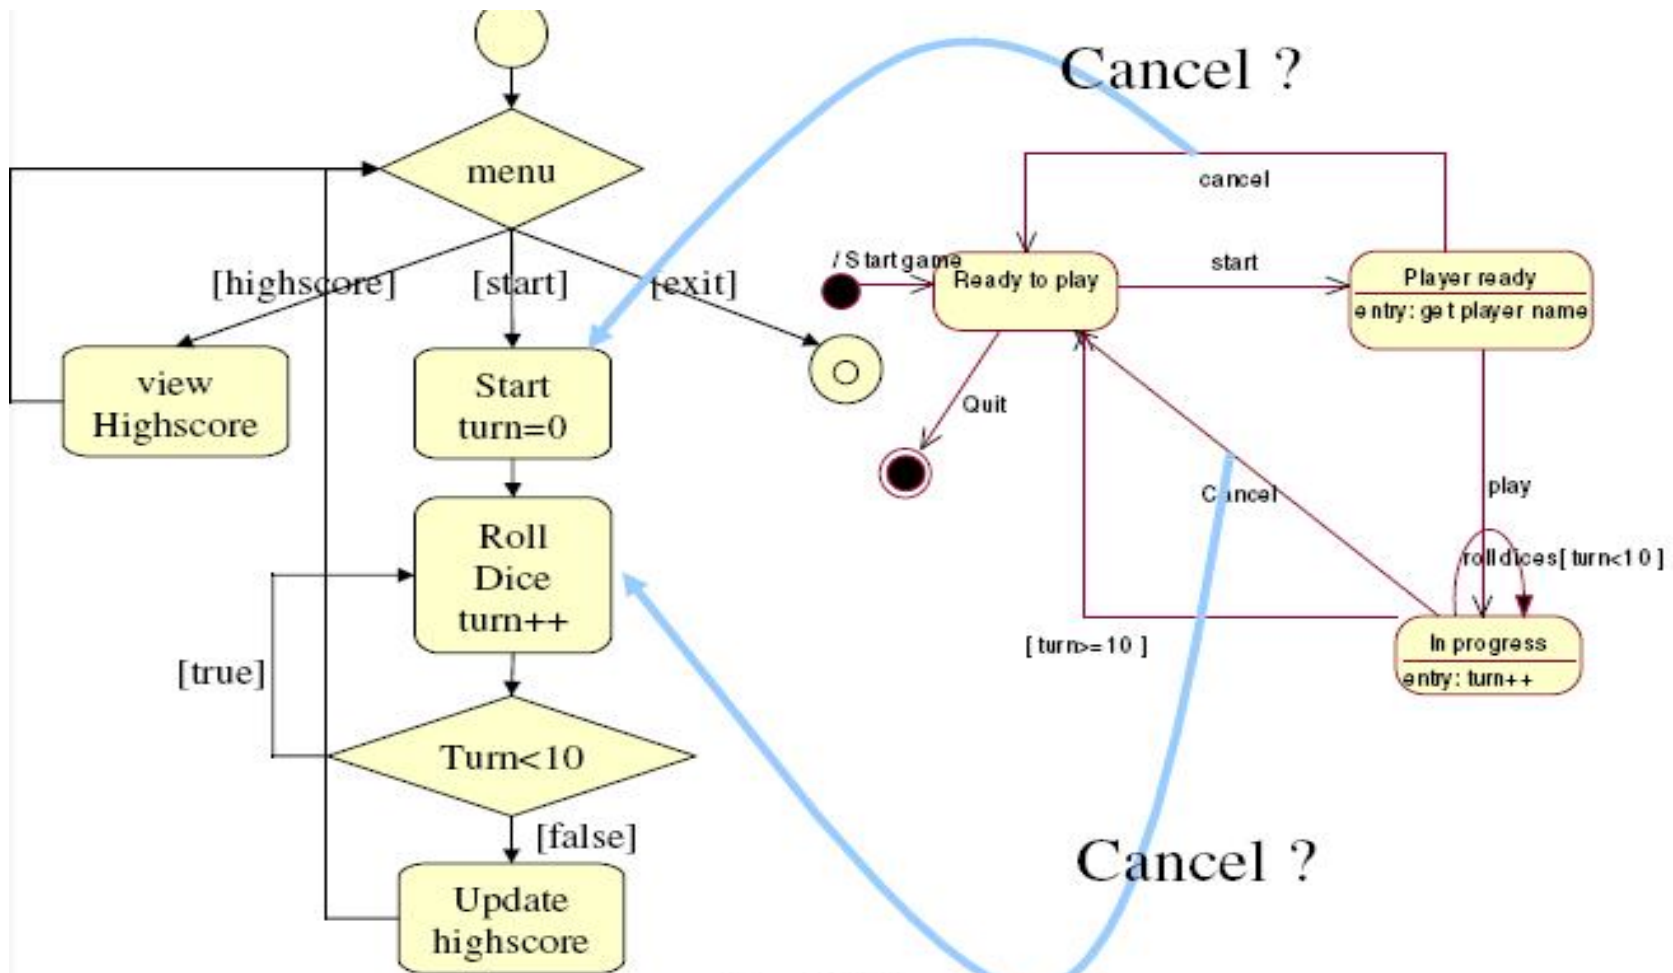 Cancel ?
menu
cancel
/ Start game
Ready to play
start
Player ready
entry: get player name
[highscore]
[start]
[exit]
view
Highscore
Start
turn=0
Quit
Cancel
play
Roll
Dice
turn++
roll dices[ turn<10 ]
[true]
[ turn>=10 ]
In progress
entry: turn++
Turn<10
[false]
Cancel ?
Update
highscore